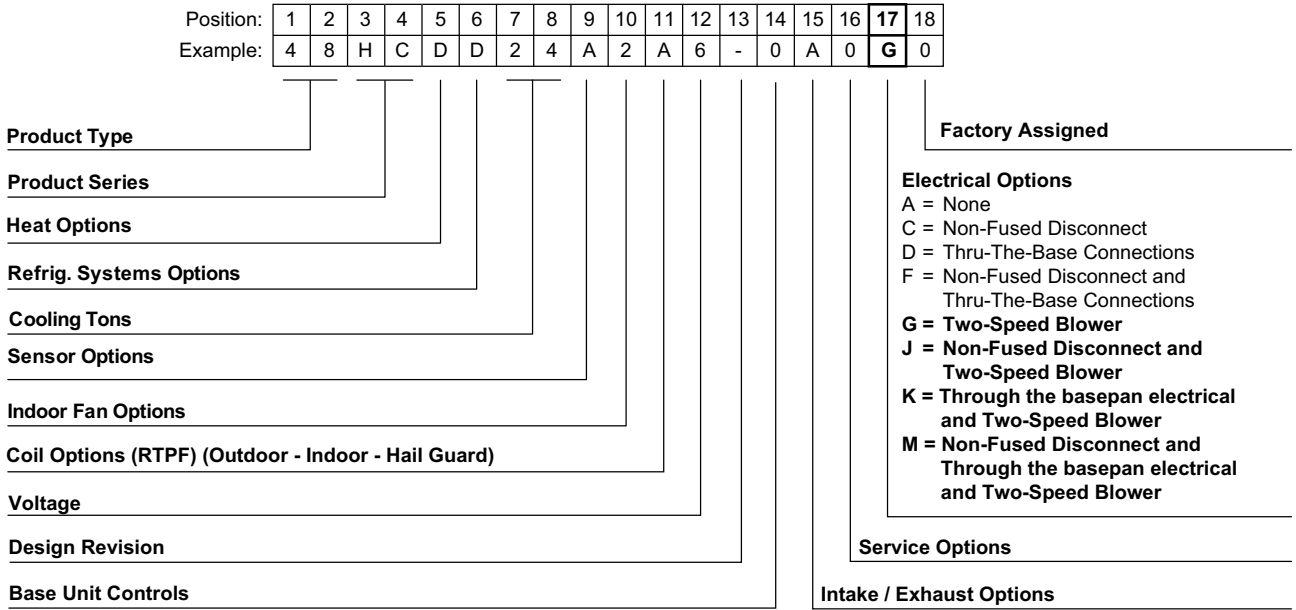 Position: 1 2 3 4 5 6 7 8 9 10 11 12 13 14 15 16 17 18
Example: 4 8 H C D D 2 4 A 2 A 6 - 0 A 0 G 0
Product Type
Product Series
Heat Options
Refrig. Systems Options
Cooling Tons
Sensor Options
Indoor Fan Options
Coil Options (RTPF) (Outdoor - Indoor - Hail Guard)
Voltage
Design Revision
Base Unit Controls
Factory Assigned
Electrical Options
A = None
C = Non-Fused Disconnect
D = Thru-The-Base Connections
F = Non-Fused Disconnect and
Thru-The-Base Connections
G = Two-Speed Blower
J = Non-Fused Disconnect and
Two-Speed Blower
K = Through the basepan electrical
and Two-Speed Blower
M = Non-Fused Disconnect and
Through the basepan electrical
and Two-Speed Blower
Service Options
Intake / Exhaust Options